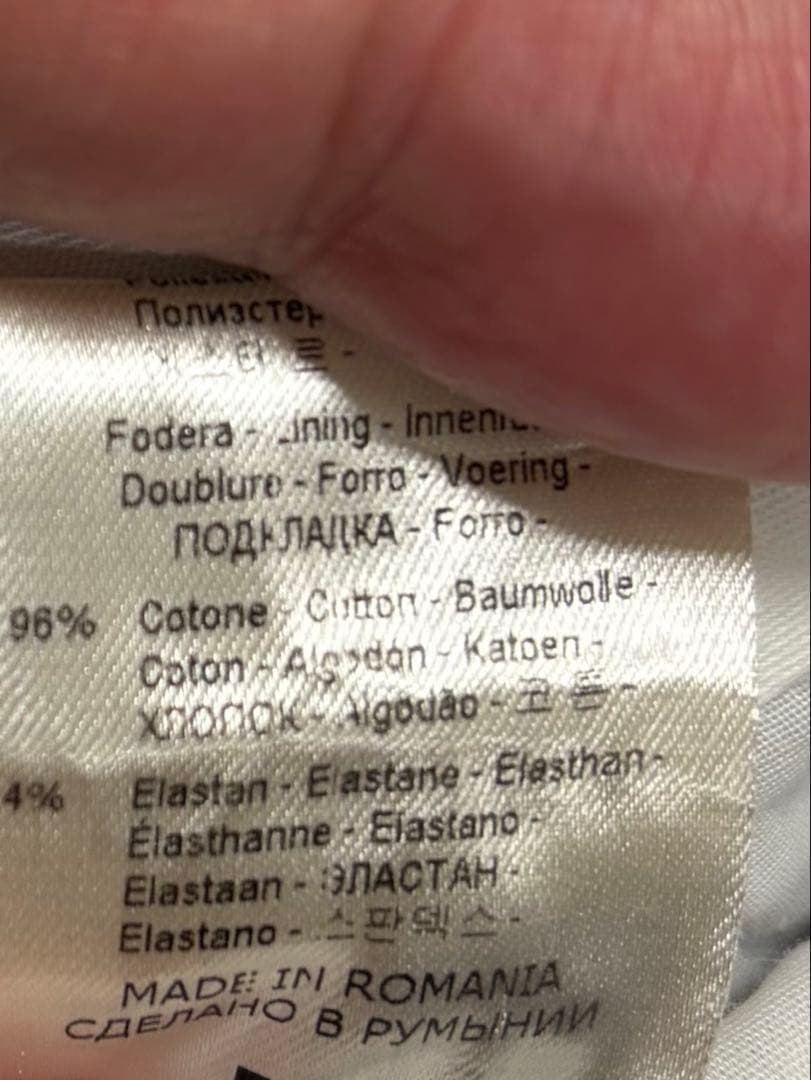 Полиэстер
Fodera - Lining -
Doublure - Forro - Voering -
ПОДКЛАДКА - Forro -
96% Cotone - Cotton - Baumwolle -
Coton - Algodón - Katoen -
ХЛОПОК - Algodão - 코튼 -
4% Elastan - Elastane - Elasthan -
Élasthanne - Elastano -
Elastaan - ЭЛАСТАН -
Elastano - 스판덱스 -
MADE IN ROMANIA
СДЕЛАНО В РУМЫНИИ